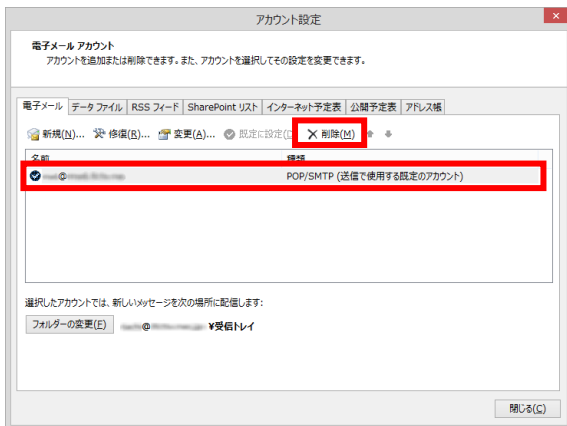 アカウント設定
電子メール アカウント
アカウントを追加または削除できます。また、アカウントを選択してその設定を変更できます。
電子メール データ ファイル RSS フィード SharePoint リスト インターネット予定表 公開予定表 アドレス帳
新規(N)... 修復(R)... 変更(A)... 既定に設定(D 削除(M)
名前 種類
@ POP/SMTP (送信で使用する既定のアカウント)
選択したアカウントでは、新しいメッセージを次の場所に配信します:
フォルダーの変更(F) @ ¥受信トレイ
閉じる(C)